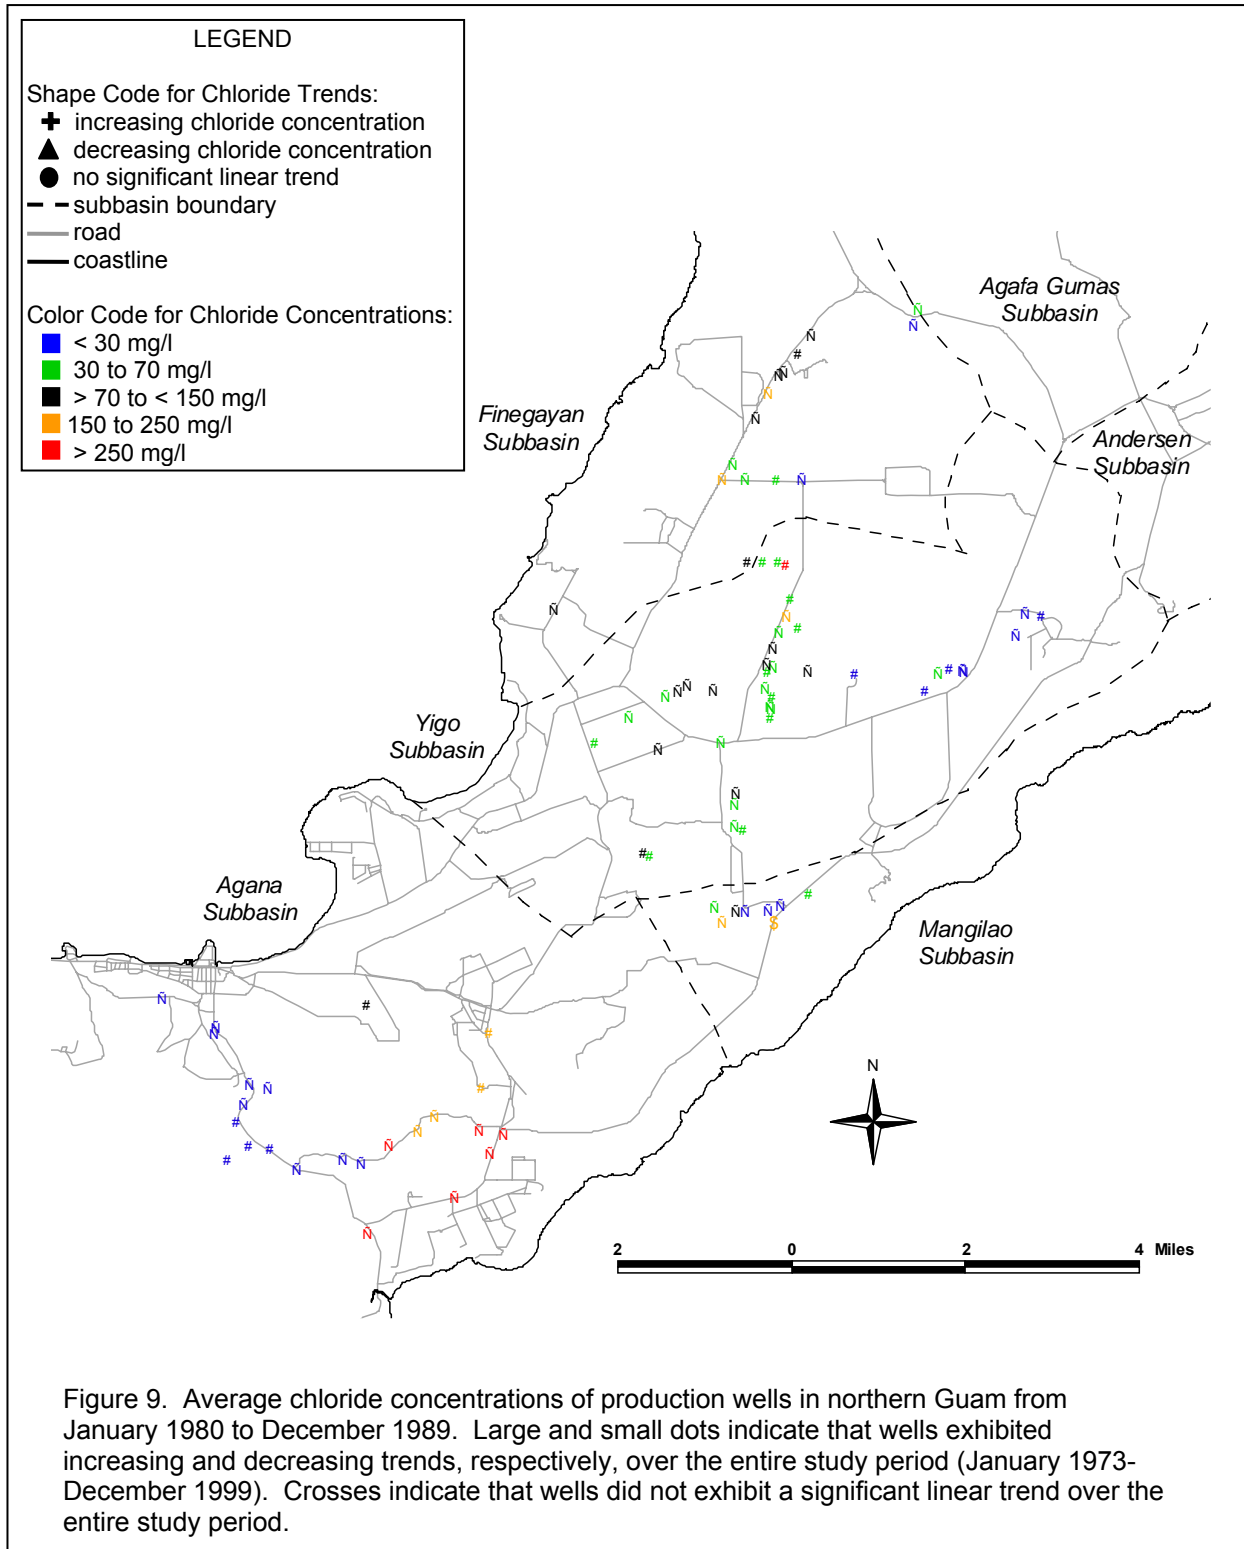 LEGEND
Shape Code for Chloride Trends:
increasing chloride concentration
decreasing chloride concentration
no significant linear trend
subbasin boundary
road
coastline
Color Code for Chloride Concentrations:
< 30 mg/l
30 to 70 mg/l
> 70 to < 150 mg/l
150 to 250 mg/l
> 250 mg/l
Agafa Gumas
Subbasin
Finegayan
Subbasin
Andersen
Subbasin
Yigo
Subbasin
Agana
Subbasin
Mangilao
Subbasin
N
2 0 2 4 Miles
Figure 9.  Average chloride concentrations of production wells in northern Guam from
January 1980 to December 1989.  Large and small dots indicate that wells exhibited
increasing and decreasing trends, respectively, over the entire study period (January 1973-
December 1999).  Crosses indicate that wells did not exhibit a significant linear trend over the
entire study period.